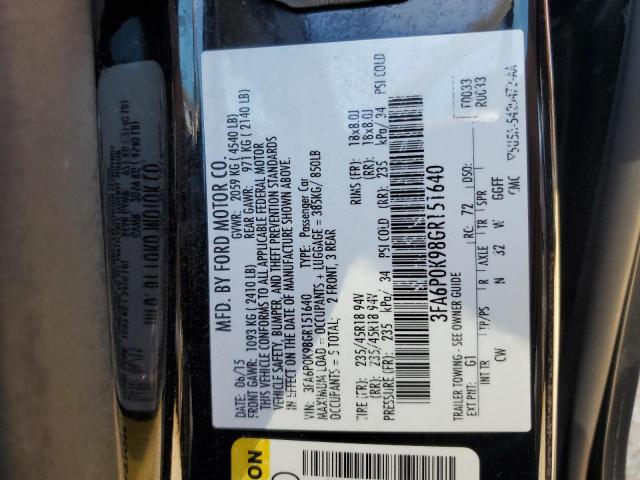 MFD. BY FORD MOTOR CO.
DATE: 06/15 GVWR: 2059 KG ( 4540 LB)
FRONT GAWR: 1093 KG (2410 LB) REAR GAWR: 971 KG ( 2140 LB)
THIS VEHICLE CONFORMS TO ALL APPLICABLE FEDERAL MOTOR
VEHICLE SAFETY, BUMPER, AND THEFT PREVENTION STANDARDS
IN EFFECT ON THE DATE OF MANUFACTURE SHOWN ABOVE.
VIN: 3FA6P0K98GR151640 TYPE: Passenger Car
MAXIMUM LOAD = OCCUPANTS + LUGGAGE = 385KG/ 850LB
OCCUPANTS: 5 TOTAL: 2 FRONT, 3 REAR
TIRE (FR): 235/45R18 94V RIMS (FR): 18x8.0J
(RR): 235/45R18 94V (RR): 18x8.0J
PRESSURE (FR): 235 kPa/ 34 PSI COLD (RR): 235 kPa/ 34 PSI COLD
3FA6P0K98GR151640
F0033
TRAILER TOWING - SEE OWNER GUIDE
EXT PNT: G1 RC: 72 DSO:
INT TR TP/PS R AXLE TR SPR
CW N 32 W GGFF
ON